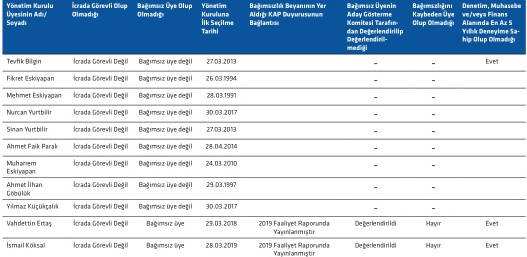 Yönetim Kurulu Üyesinin Adı/ Soyadı | İcrada Görevli Olup Olmadığı | Bağımsız Üye Olup Olmadığı | Yönetim Kuruluna İlk Seçilme Tarihi | Bağımsızlık Beyanının Yer Aldığı KAP Duyurusunun Bağlantısı | Bağımsız Üyenin Aday Gösterme Komitesi Tarafın- dan Değerlendirilip Değerlendiril- mediği | Bağımsızlığını Kaybeden Üye Olup Olmadığı | Denetim, Muhasebe ve/veya Finans Alanında En Az 5 Yıllık Deneyime Sa- hip Olup Olmadığı
Tevfik Bilgin İcrada Görevli Değil Bağımsız üye değil 27.03.2013 – – Evet
Fikret Eskiyapan İcrada Görevli Değil Bağımsız üye değil 26.03.1994 – –
Mehmet Eskiyapan İcrada Görevli Değil Bağımsız üye değil 28.03.1991 – –
Nurcan Yurtbilir İcrada Görevli Değil Bağımsız üye değil 30.03.2017 – –
Sinan Yurtbilir İcrada Görevli Değil Bağımsız üye değil 27.03.2013 – –
Ahmet Faik Paralı İcrada Görevli Değil Bağımsız üye değil 28.04.2014 – –
Muharrem Eskiyapan İcrada Görevli Değil Bağımsız üye değil 24.03.2010 – –
Ahmet İlhan Göbülük İcrada Görevli Değil Bağımsız üye değil 29.03.1997 – –
Yılmaz Küçükçalık İcrada Görevli Değil Bağımsız üye değil 30.03.2017 – –
Vahdettin Ertaş İcrada Görevli Değil Bağımsız üye 29.03.2018 2019 Faaliyet Raporunda Yayınlanmıştır Değerlendirildi Hayır Evet
İsmail Köksal İcrada Görevli Değil Bağımsız üye 28.03.2019 2019 Faaliyet Raporunda Yayınlanmıştır Değerlendirildi Hayır Evet